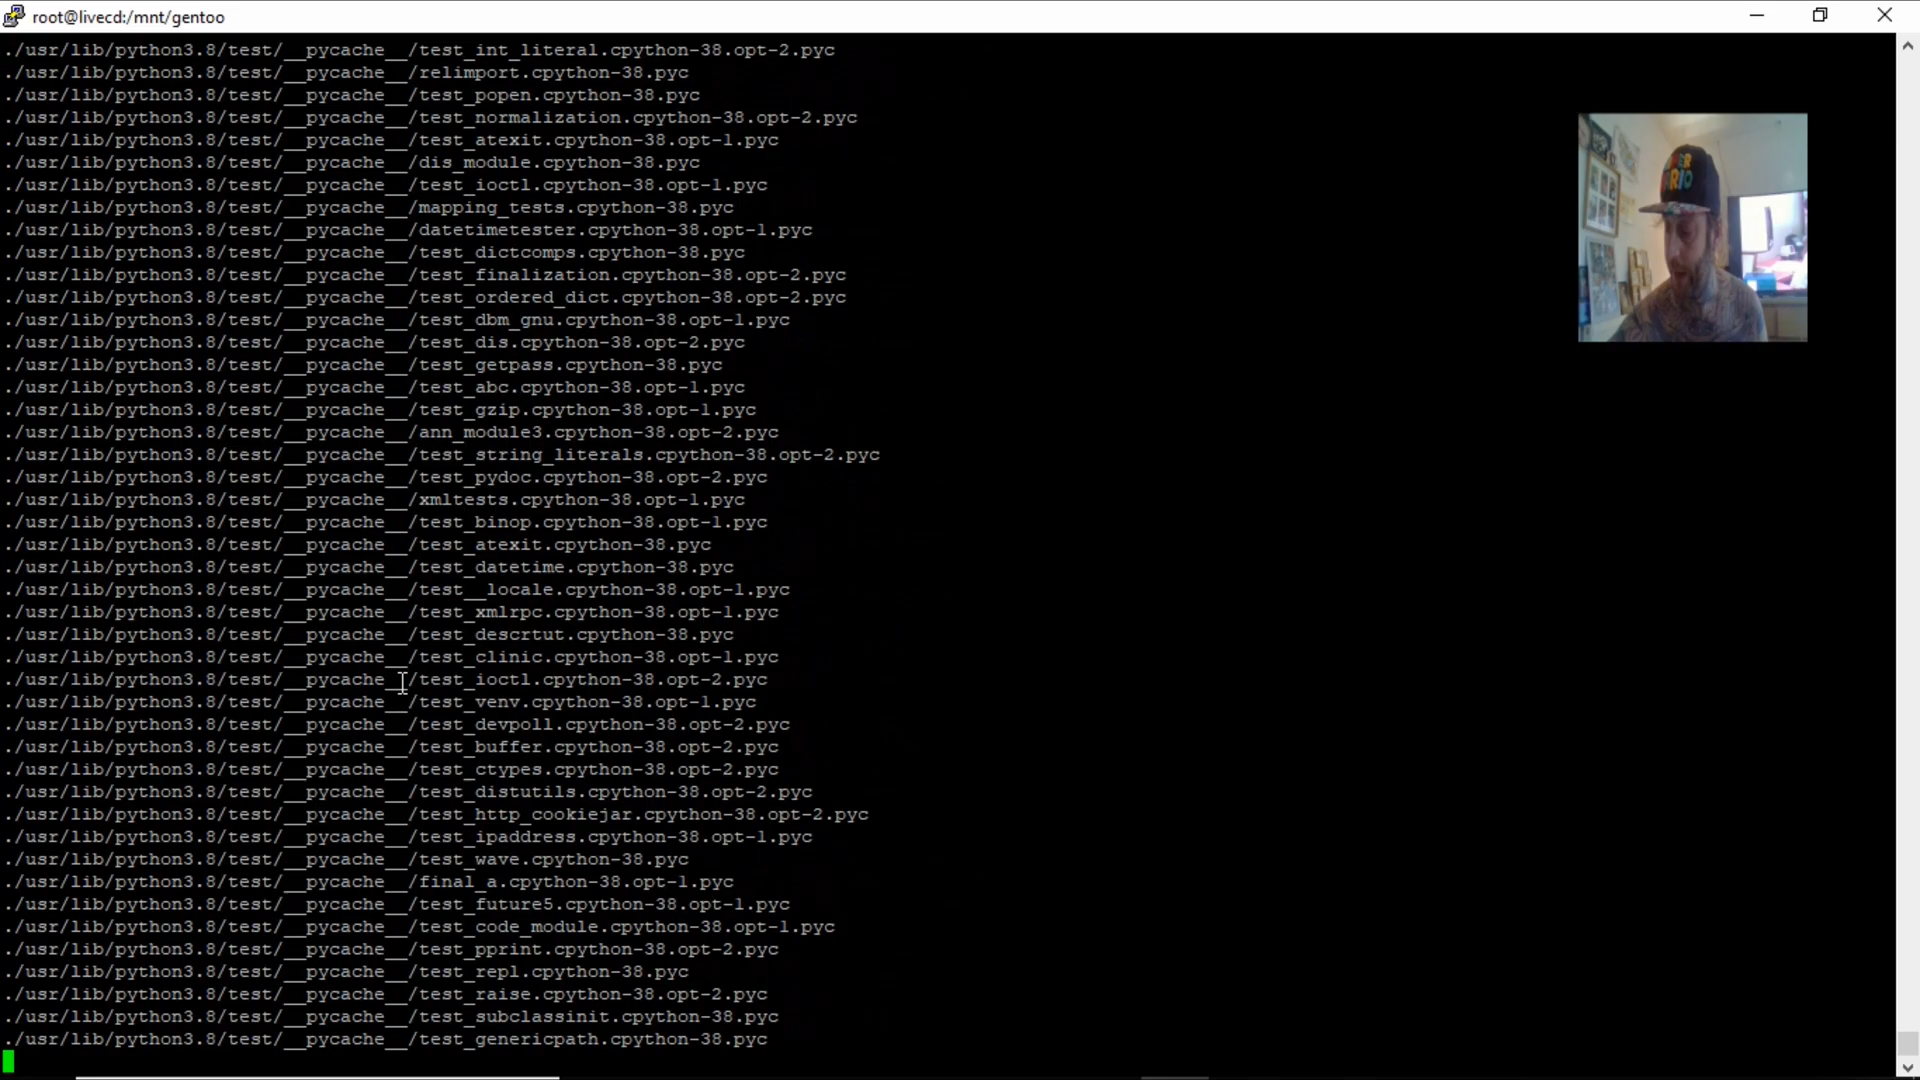 root@livecd:/mnt/gentoo
./usr/lib/python3.8/test/__pycache__/test_int_literal.cpython-38.opt-2.pyc
./usr/lib/python3.8/test/__pycache__/relimport.cpython-38.pyc
./usr/lib/python3.8/test/__pycache__/test_popen.cpython-38.pyc
./usr/lib/python3.8/test/__pycache__/test_normalization.cpython-38.opt-2.pyc
./usr/lib/python3.8/test/__pycache__/test_atexit.cpython-38.opt-1.pyc
./usr/lib/python3.8/test/__pycache__/dis_module.cpython-38.pyc
./usr/lib/python3.8/test/__pycache__/test_ioctl.cpython-38.opt-1.pyc
./usr/lib/python3.8/test/__pycache__/mapping_tests.cpython-38.pyc
./usr/lib/python3.8/test/__pycache__/datetimetester.cpython-38.opt-1.pyc
./usr/lib/python3.8/test/__pycache__/test_dictcomps.cpython-38.pyc
./usr/lib/python3.8/test/__pycache__/test_finalization.cpython-38.opt-2.pyc
./usr/lib/python3.8/test/__pycache__/test_ordered_dict.cpython-38.opt-2.pyc
./usr/lib/python3.8/test/__pycache__/test_dbm_gnu.cpython-38.opt-1.pyc
./usr/lib/python3.8/test/__pycache__/test_dis.cpython-38.opt-2.pyc
./usr/lib/python3.8/test/__pycache__/test_getpass.cpython-38.pyc
./usr/lib/python3.8/test/__pycache__/test_abc.cpython-38.opt-1.pyc
./usr/lib/python3.8/test/__pycache__/test_gzip.cpython-38.opt-1.pyc
./usr/lib/python3.8/test/__pycache__/ann_module3.cpython-38.opt-2.pyc
./usr/lib/python3.8/test/__pycache__/test_string_literals.cpython-38.opt-2.pyc
./usr/lib/python3.8/test/__pycache__/test_pydoc.cpython-38.opt-2.pyc
./usr/lib/python3.8/test/__pycache__/xmltests.cpython-38.opt-1.pyc
./usr/lib/python3.8/test/__pycache__/test_binop.cpython-38.opt-1.pyc
./usr/lib/python3.8/test/__pycache__/test_atexit.cpython-38.pyc
./usr/lib/python3.8/test/__pycache__/test_datetime.cpython-38.pyc
./usr/lib/python3.8/test/__pycache__/test__locale.cpython-38.opt-1.pyc
./usr/lib/python3.8/test/__pycache__/test_xmlrpc.cpython-38.opt-1.pyc
./usr/lib/python3.8/test/__pycache__/test_descrtut.cpython-38.pyc
./usr/lib/python3.8/test/__pycache__/test_clinic.cpython-38.opt-1.pyc
./usr/lib/python3.8/test/__pycache__/test_ioctl.cpython-38.opt-2.pyc
./usr/lib/python3.8/test/__pycache__/test_venv.cpython-38.opt-1.pyc
./usr/lib/python3.8/test/__pycache__/test_devpoll.cpython-38.opt-2.pyc
./usr/lib/python3.8/test/__pycache__/test_buffer.cpython-38.opt-2.pyc
./usr/lib/python3.8/test/__pycache__/test_ctypes.cpython-38.opt-2.pyc
./usr/lib/python3.8/test/__pycache__/test_distutils.cpython-38.opt-2.pyc
./usr/lib/python3.8/test/__pycache__/test_http_cookiejar.cpython-38.opt-2.pyc
./usr/lib/python3.8/test/__pycache__/test_ipaddress.cpython-38.opt-1.pyc
./usr/lib/python3.8/test/__pycache__/test_wave.cpython-38.pyc
./usr/lib/python3.8/test/__pycache__/final_a.cpython-38.opt-1.pyc
./usr/lib/python3.8/test/__pycache__/test_future5.cpython-38.opt-1.pyc
./usr/lib/python3.8/test/__pycache__/test_code_module.cpython-38.opt-1.pyc
./usr/lib/python3.8/test/__pycache__/test_pprint.cpython-38.opt-2.pyc
./usr/lib/python3.8/test/__pycache__/test_repl.cpython-38.pyc
./usr/lib/python3.8/test/__pycache__/test_raise.cpython-38.opt-2.pyc
./usr/lib/python3.8/test/__pycache__/test_subclassinit.cpython-38.pyc
./usr/lib/python3.8/test/__pycache__/test_genericpath.cpython-38.pyc